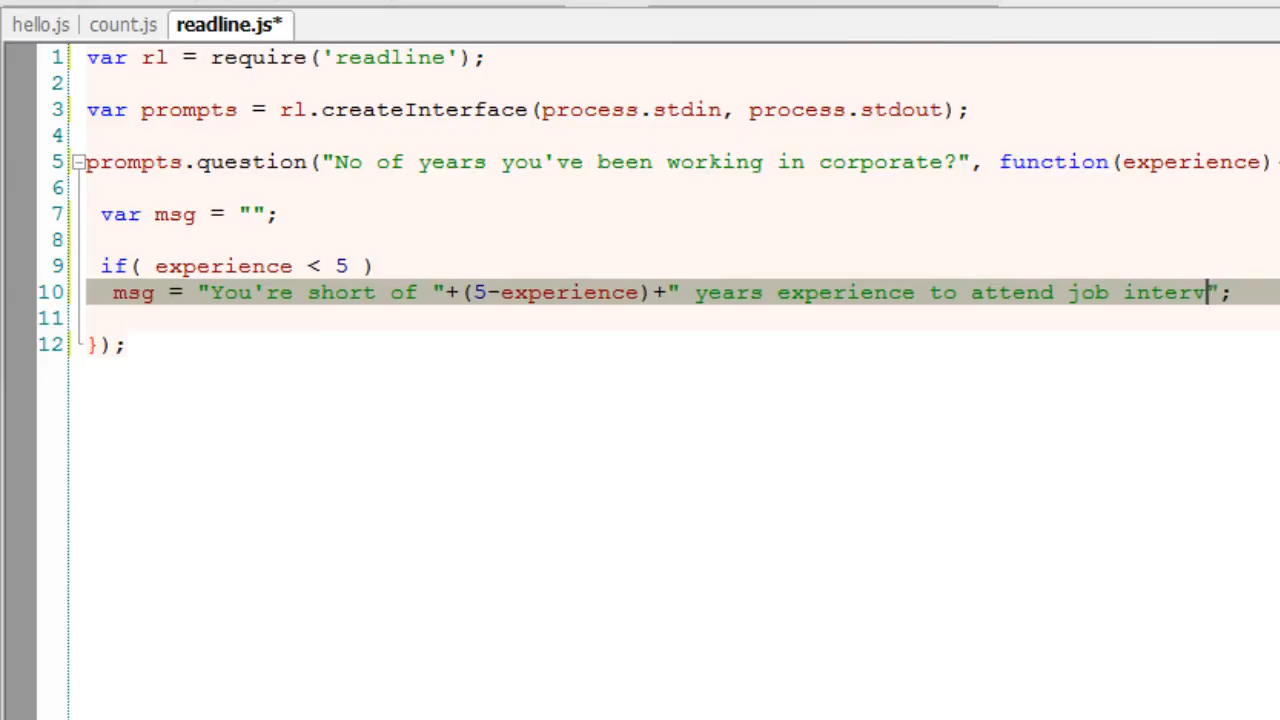 hello.js count.js readline.js*
1 var rl = require('readline');
2
3 var prompts = rl.createInterface(process.stdin, process.stdout);
4
5 prompts.question("No of years you've been working in corporate?", function(experience)
6
7 var msg = "";
8
9 if( experience < 5 )
10 msg = "You're short of "+(5-experience)+" years experience to attend job interv";
11
12 });